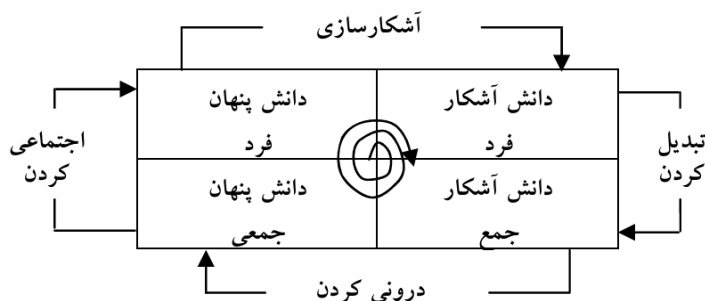 آشکارسازی
دانش آشکار
فرد
دانش پنهان
فرد
تبدیل
کردن
اجتماعی
کردن
دانش آشکار
جمع
دانش پنهان
جمعی
درونی کردن